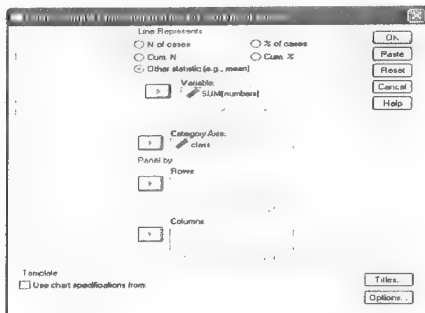 Line Represents
N of cases
% of cases
Cum. N
Cum. %
Other statistic (e.g., mean)
Variable:
SUM(numbers)
Category Axis:
class
Panel by
Rows:
Columns:
Template
Use chart specifications from:
OK
Paste
Reset
Cancel
Help
Titles...
Options...